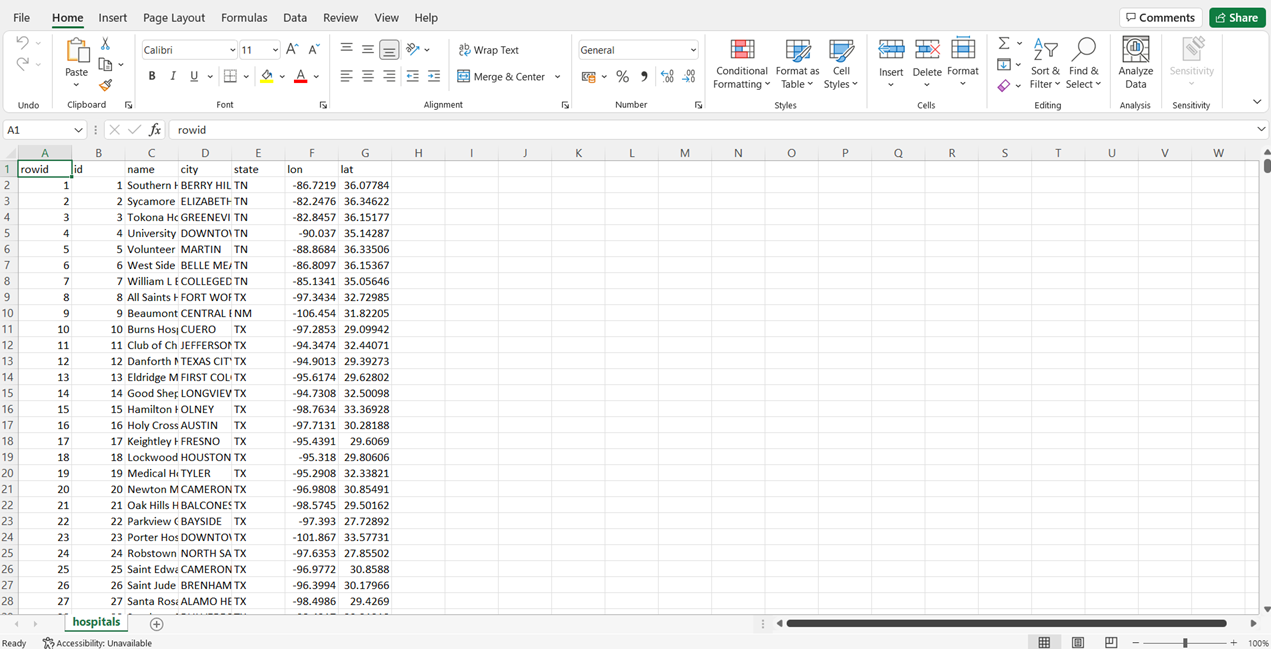 File Home Insert Page Layout Formulas Data Review View Help Comments Share
Calibri 11 Wrap Text General
Paste B I U Merge & Center % Conditional Formatting Format as Table Cell Styles Insert Delete Format Sort & Filter Find & Select Analyze Data Sensitivity
Undo Clipboard Font Alignment Number Styles Cells Editing Analysis Sensitivity
A1 fx rowid
A B C D E F G H I J K L M N O P Q R S T U V W
1 rowid id name city state lon lat
2 1 1 Southern H BERRY HIL TN -86.7219 36.07784
3 2 2 Sycamore ELIZABETH TN -82.2476 36.34622
4 3 3 Tokona Ho GREENEVI TN -82.8457 36.15177
5 4 4 University DOWNTOW TN -90.037 35.14287
6 5 5 Volunteer MARTIN TN -88.8684 36.33506
7 6 6 West Side BELLE MEA TN -86.8097 36.15367
8 7 7 William L B COLLEGED TN -85.1341 35.05646
9 8 8 All Saints H FORT WOR TX -97.3434 32.72985
10 9 9 Beaumont CENTRAL E NM -106.454 31.82205
11 10 10 Burns Hosp CUERO TX -97.2853 29.09942
12 11 11 Club of Ch JEFFERSON TX -94.3474 32.44071
13 12 12 Danforth M TEXAS CITY TX -94.9013 29.39273
14 13 13 Eldridge M FIRST COL TX -95.6174 29.62802
15 14 14 Good Shep LONGVIEW TX -94.7308 32.50098
16 15 15 Hamilton H OLNEY TX -98.7634 33.36928
17 16 16 Holy Cross AUSTIN TX -97.7131 30.28188
18 17 17 Keightley H FRESNO TX -95.4391 29.6069
19 18 18 Lockwood HOUSTON TX -95.318 29.80606
20 19 19 Medical Ho TYLER TX -95.2908 32.33821
21 20 20 Newton M CAMERON TX -96.9808 30.85491
22 21 21 Oak Hills H BALCONES TX -98.5745 29.50162
23 22 22 Parkview C BAYSIDE TX -97.393 27.72892
24 23 23 Porter Hos DOWNTOW TX -101.867 33.57731
25 24 24 Robstown NORTH SA TX -97.6353 27.85502
26 25 25 Saint Edwa CAMERON TX -96.9772 30.8588
27 26 26 Saint Jude BRENHAM TX -96.3994 30.17966
28 27 27 Santa Rosa ALAMO HE TX -98.4986 29.4269
hospitals
Ready Accessibility: Unavailable 100%